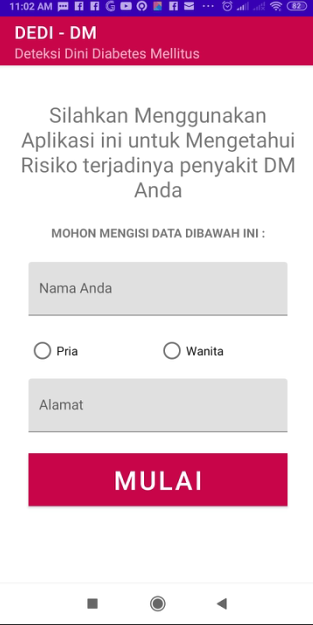 11:02 AM
82
DEDI - DM
Deteksi Dini Diabetes Mellitus
Silahkan Menggunakan
Aplikasi ini untuk Mengetahui
Risiko terjadinya penyakit DM
Anda
MOHON MENGISI DATA DIBAWAH INI :
Nama Anda
Pria Wanita
Alamat
MULAI